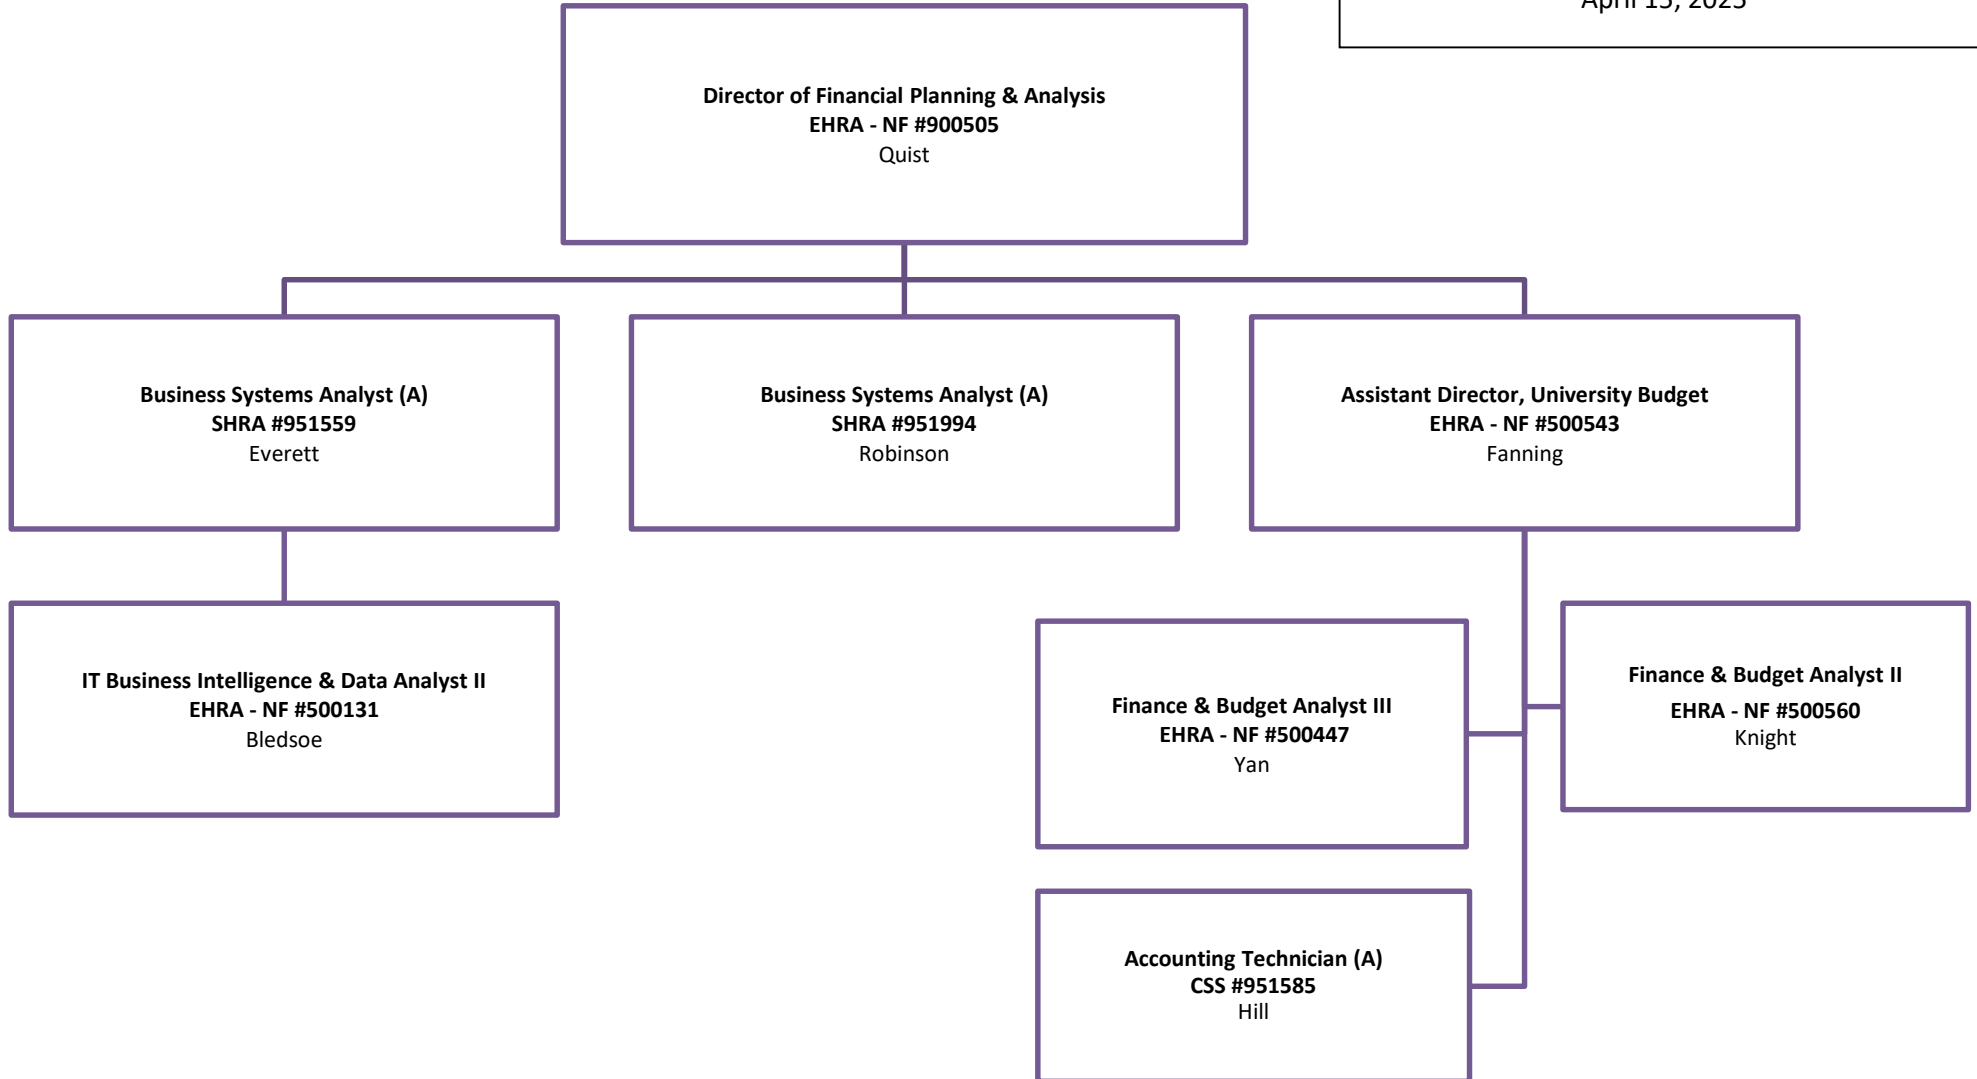 April 15, 2025
Director of Financial Planning & Analysis
EHRA - NF #900505
Quist
Business Systems Analyst (A)
SHRA #951559
Everett
Business Systems Analyst (A)
SHRA #951994
Robinson
Assistant Director, University Budget
EHRA - NF #500543
Fanning
IT Business Intelligence & Data Analyst II
EHRA - NF #500131
Bledsoe
Finance & Budget Analyst III
EHRA - NF #500447
Yan
Finance & Budget Analyst II
EHRA - NF #500560
Knight
Accounting Technician (A)
CSS #951585
Hill